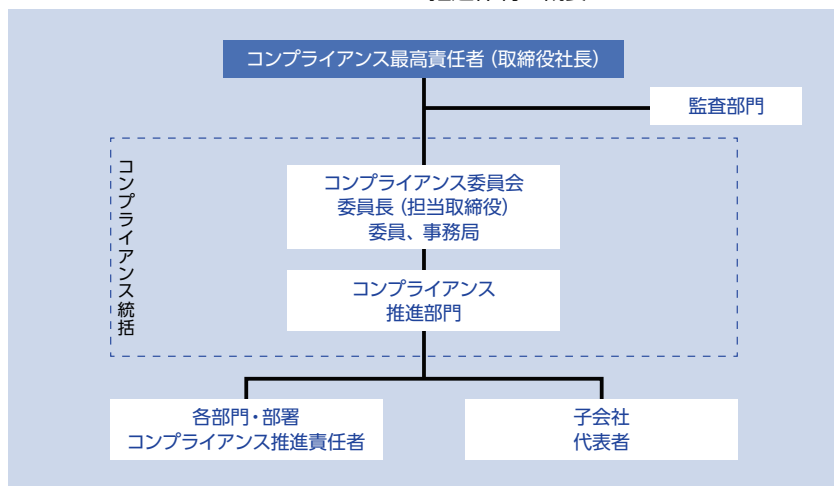 コンプライアンス最高責任者（取締役社長）
監査部門
コンプライアンス統括
コンプライアンス委員会
委員長（担当取締役）
委員、事務局
コンプライアンス
推進部門
各部門・部署
コンプライアンス推進責任者
子会社
代表者